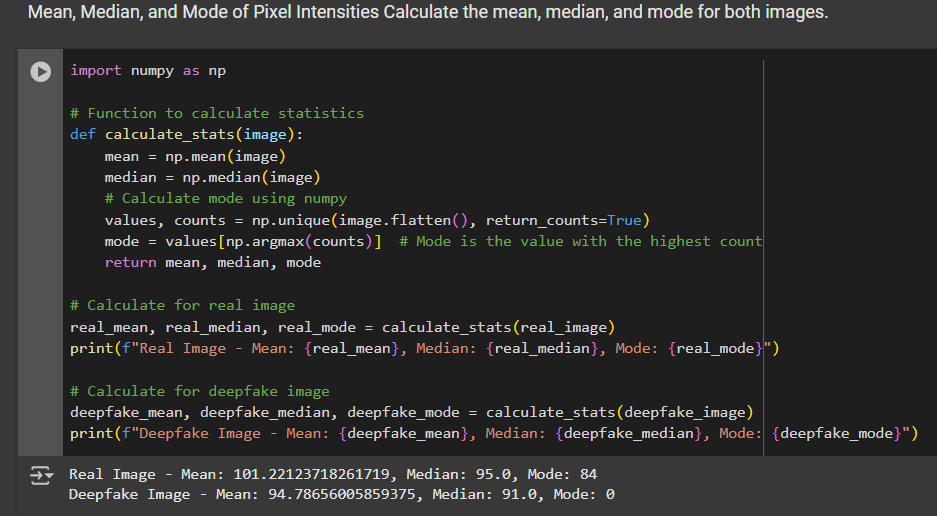 Mean, Median, and Mode of Pixel Intensities Calculate the mean, median, and mode for both images.
import numpy as np
# Function to calculate statistics
def calculate_stats(image):
    mean = np.mean(image)
    median = np.median(image)
    # Calculate mode using numpy
    values, counts = np.unique(image.flatten(), return_counts=True)
    mode = values[np.argmax(counts)]  # Mode is the value with the highest count
    return mean, median, mode
# Calculate for real image
real_mean, real_median, real_mode = calculate_stats(real_image)
print(f"Real Image - Mean: {real_mean}, Median: {real_median}, Mode: {real_mode}")
# Calculate for deepfake image
deepfake_mean, deepfake_median, deepfake_mode = calculate_stats(deepfake_image)
print(f"Deepfake Image - Mean: {deepfake_mean}, Median: {deepfake_median}, Mode: {deepfake_mode}")
Real Image - Mean: 101.22123718261719, Median: 95.0, Mode: 84
Deepfake Image - Mean: 94.78656005859375, Median: 91.0, Mode: 0